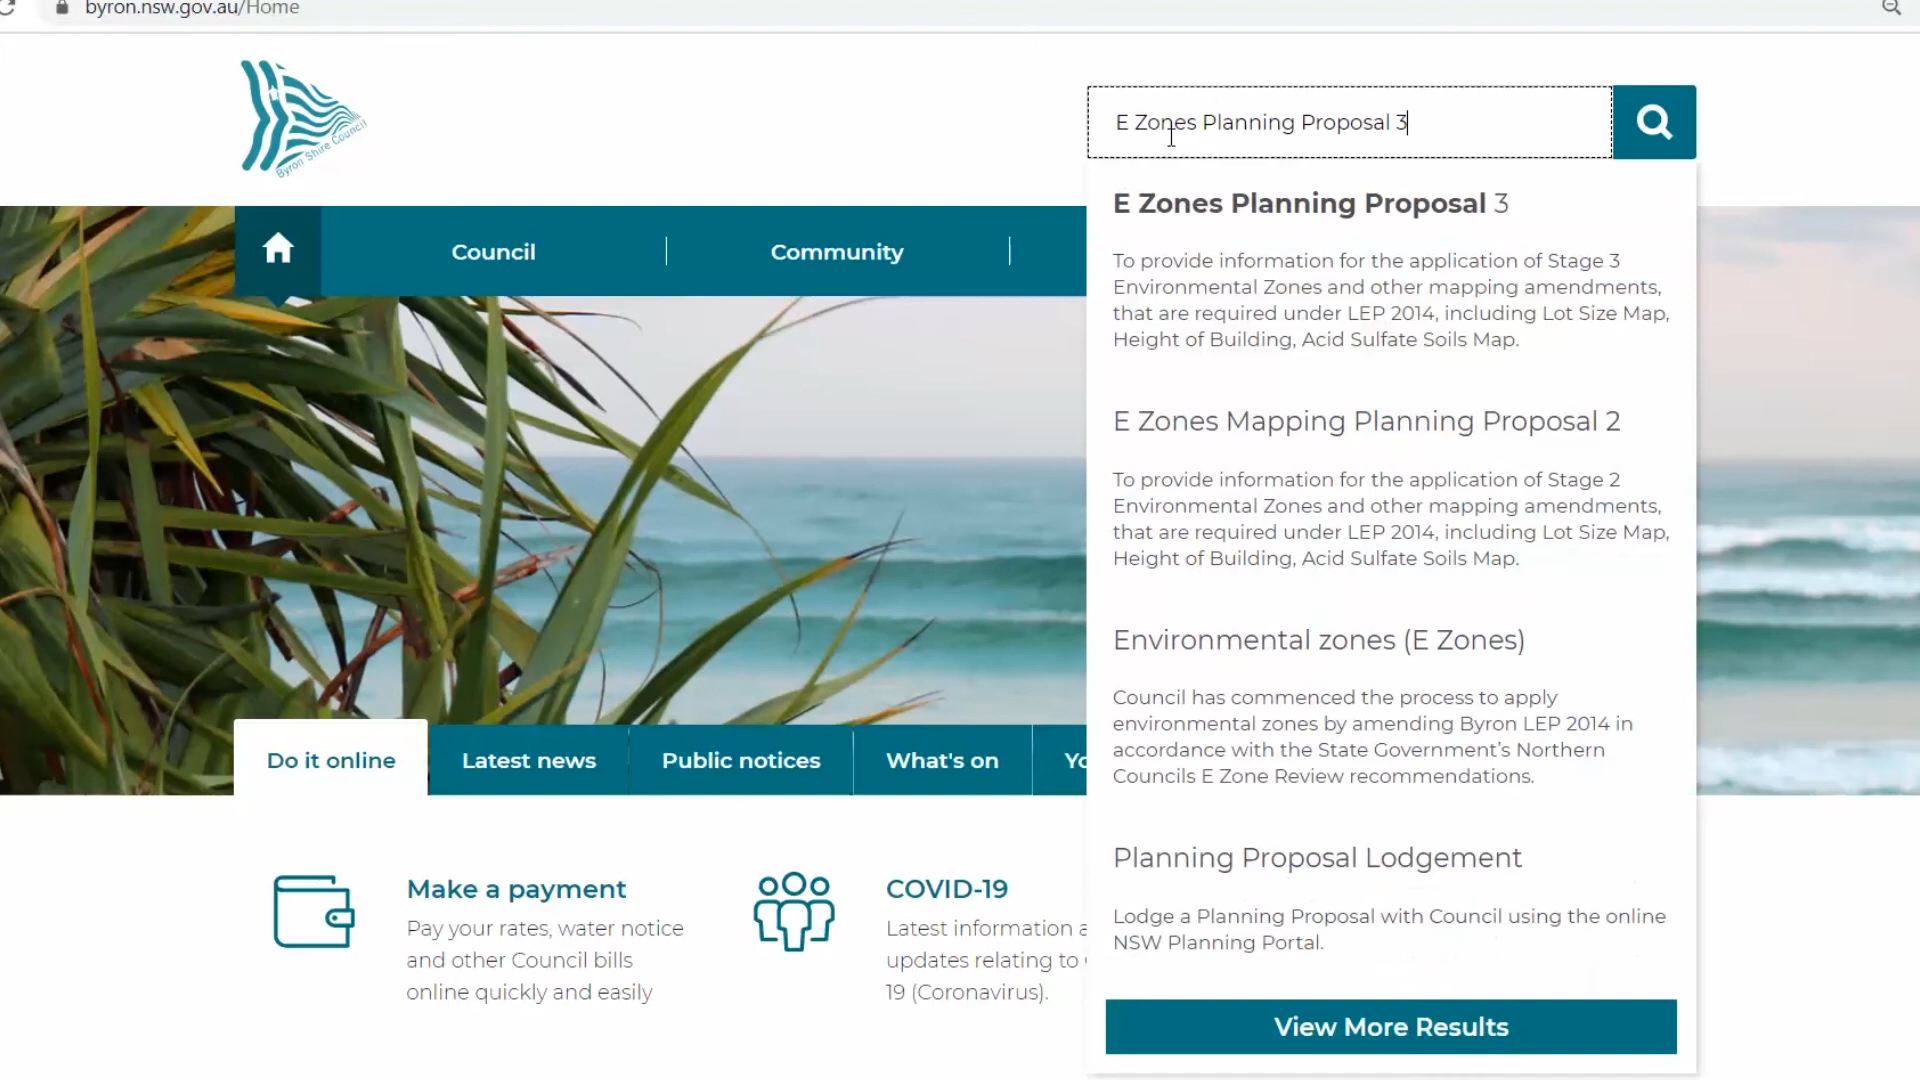 byron.nsw.gov.au/Home
Byron Shire Council
E Zones Planning Proposal 3
E Zones Planning Proposal 3
To provide information for the application of Stage 3
Environmental Zones and other mapping amendments,
that are required under LEP 2014, including Lot Size Map,
Height of Building, Acid Sulfate Soils Map.
Council
Community
E Zones Mapping Planning Proposal 2
To provide information for the application of Stage 2
Environmental Zones and other mapping amendments,
that are required under LEP 2014, including Lot Size Map,
Height of Building, Acid Sulfate Soils Map.
Environmental zones (E Zones)
Council has commenced the process to apply
environmental zones by amending Byron LEP 2014 in
accordance with the State Government's Northern
Councils E Zone Review recommendations.
Planning Proposal Lodgement
Lodge a Planning Proposal with Council using the online
NSW Planning Portal.
View More Results
Do it online
Latest news
Public notices
What's on
Make a payment
Pay your rates, water notice
and other Council bills
online quickly and easily
COVID-19
Latest information
updates relating to
19 (Coronavirus).